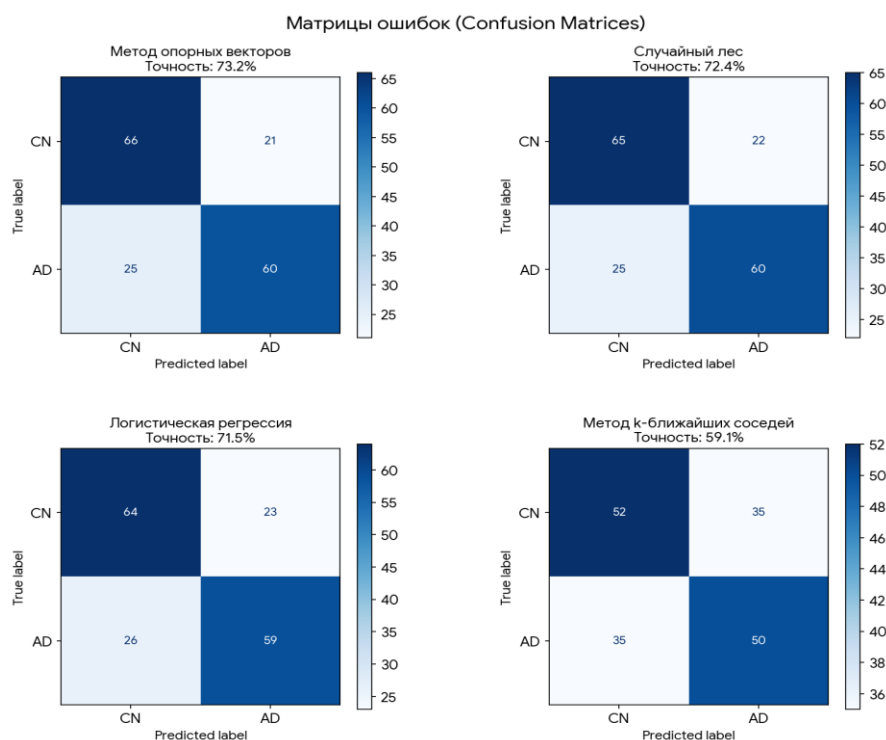 Матрицы ошибок (Confusion Matrices)
Метод опорных векторов
Точность: 73.2%
CN
66
21
AD
25
60
True label
CN
AD
Predicted label
65
60
55
50
45
40
35
30
25
Случайный лес
Точность: 72.4%
CN
65
22
AD
25
60
True label
CN
AD
Predicted label
65
60
55
50
45
40
35
30
25
Логистическая регрессия
Точность: 71.5%
CN
64
23
AD
26
59
True label
CN
AD
Predicted label
60
55
50
45
40
35
30
25
Метод k-ближайших соседей
Точность: 59.1%
CN
52
35
AD
35
50
True label
CN
AD
Predicted label
52
50
48
46
44
42
40
38
36